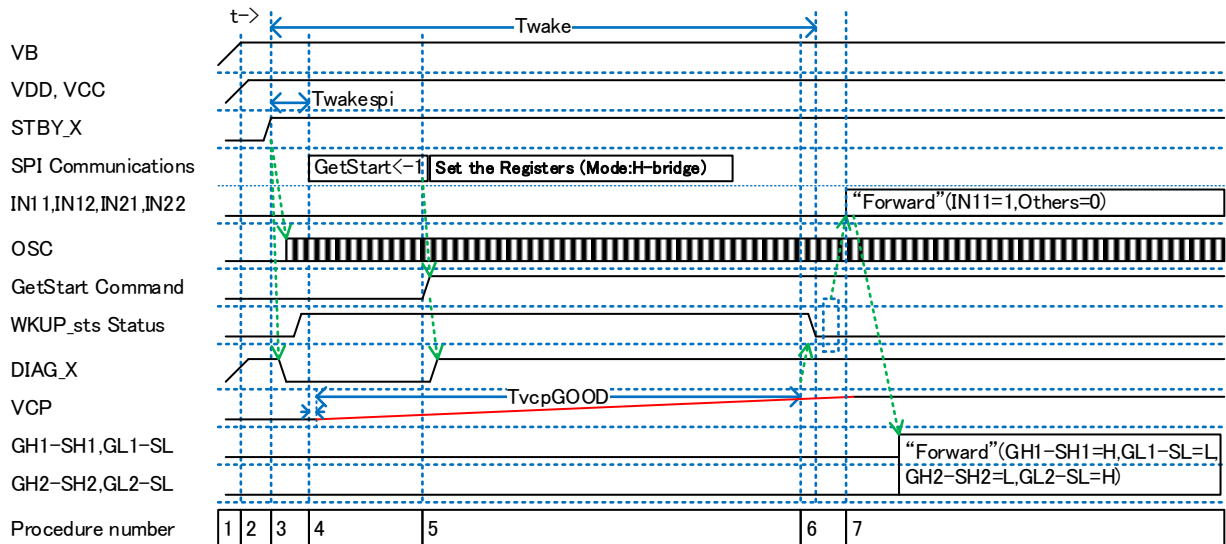 t->
Twake
VB
VDD, VCC
Twakespi
STBY_X
SPI Communications
GetStart<-1
Set the Registers (Mode:H-bridge)
IN11,IN12,IN21,IN22
“Forward”(IN11=1,Others=0)
OSC
GetStart Command
WKUP_sts Status
DIAG_X
TvcpGOOD
VCP
GH1-SH1,GL1-SL
“Forward”(GH1-SH1=H,GL1-SL=L,
GH2-SH2=L,GL2-SL=H)
GH2-SH2,GL2-SL
Procedure number
1 2 3 4 5 6 7